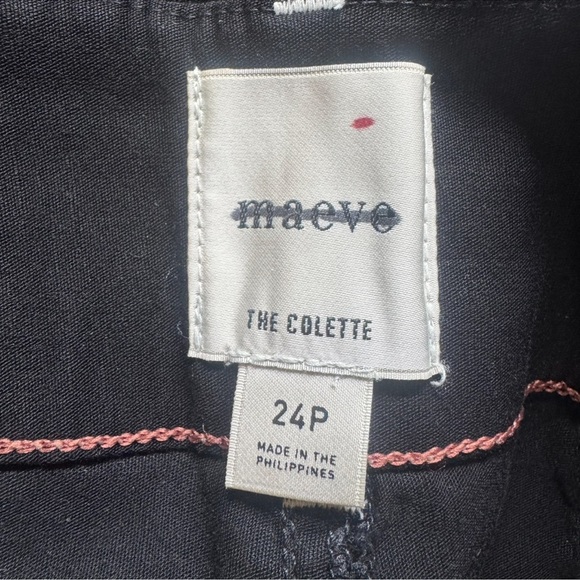 maeve
THE COLETTE
24P
MADE IN THE
PHILIPPINES